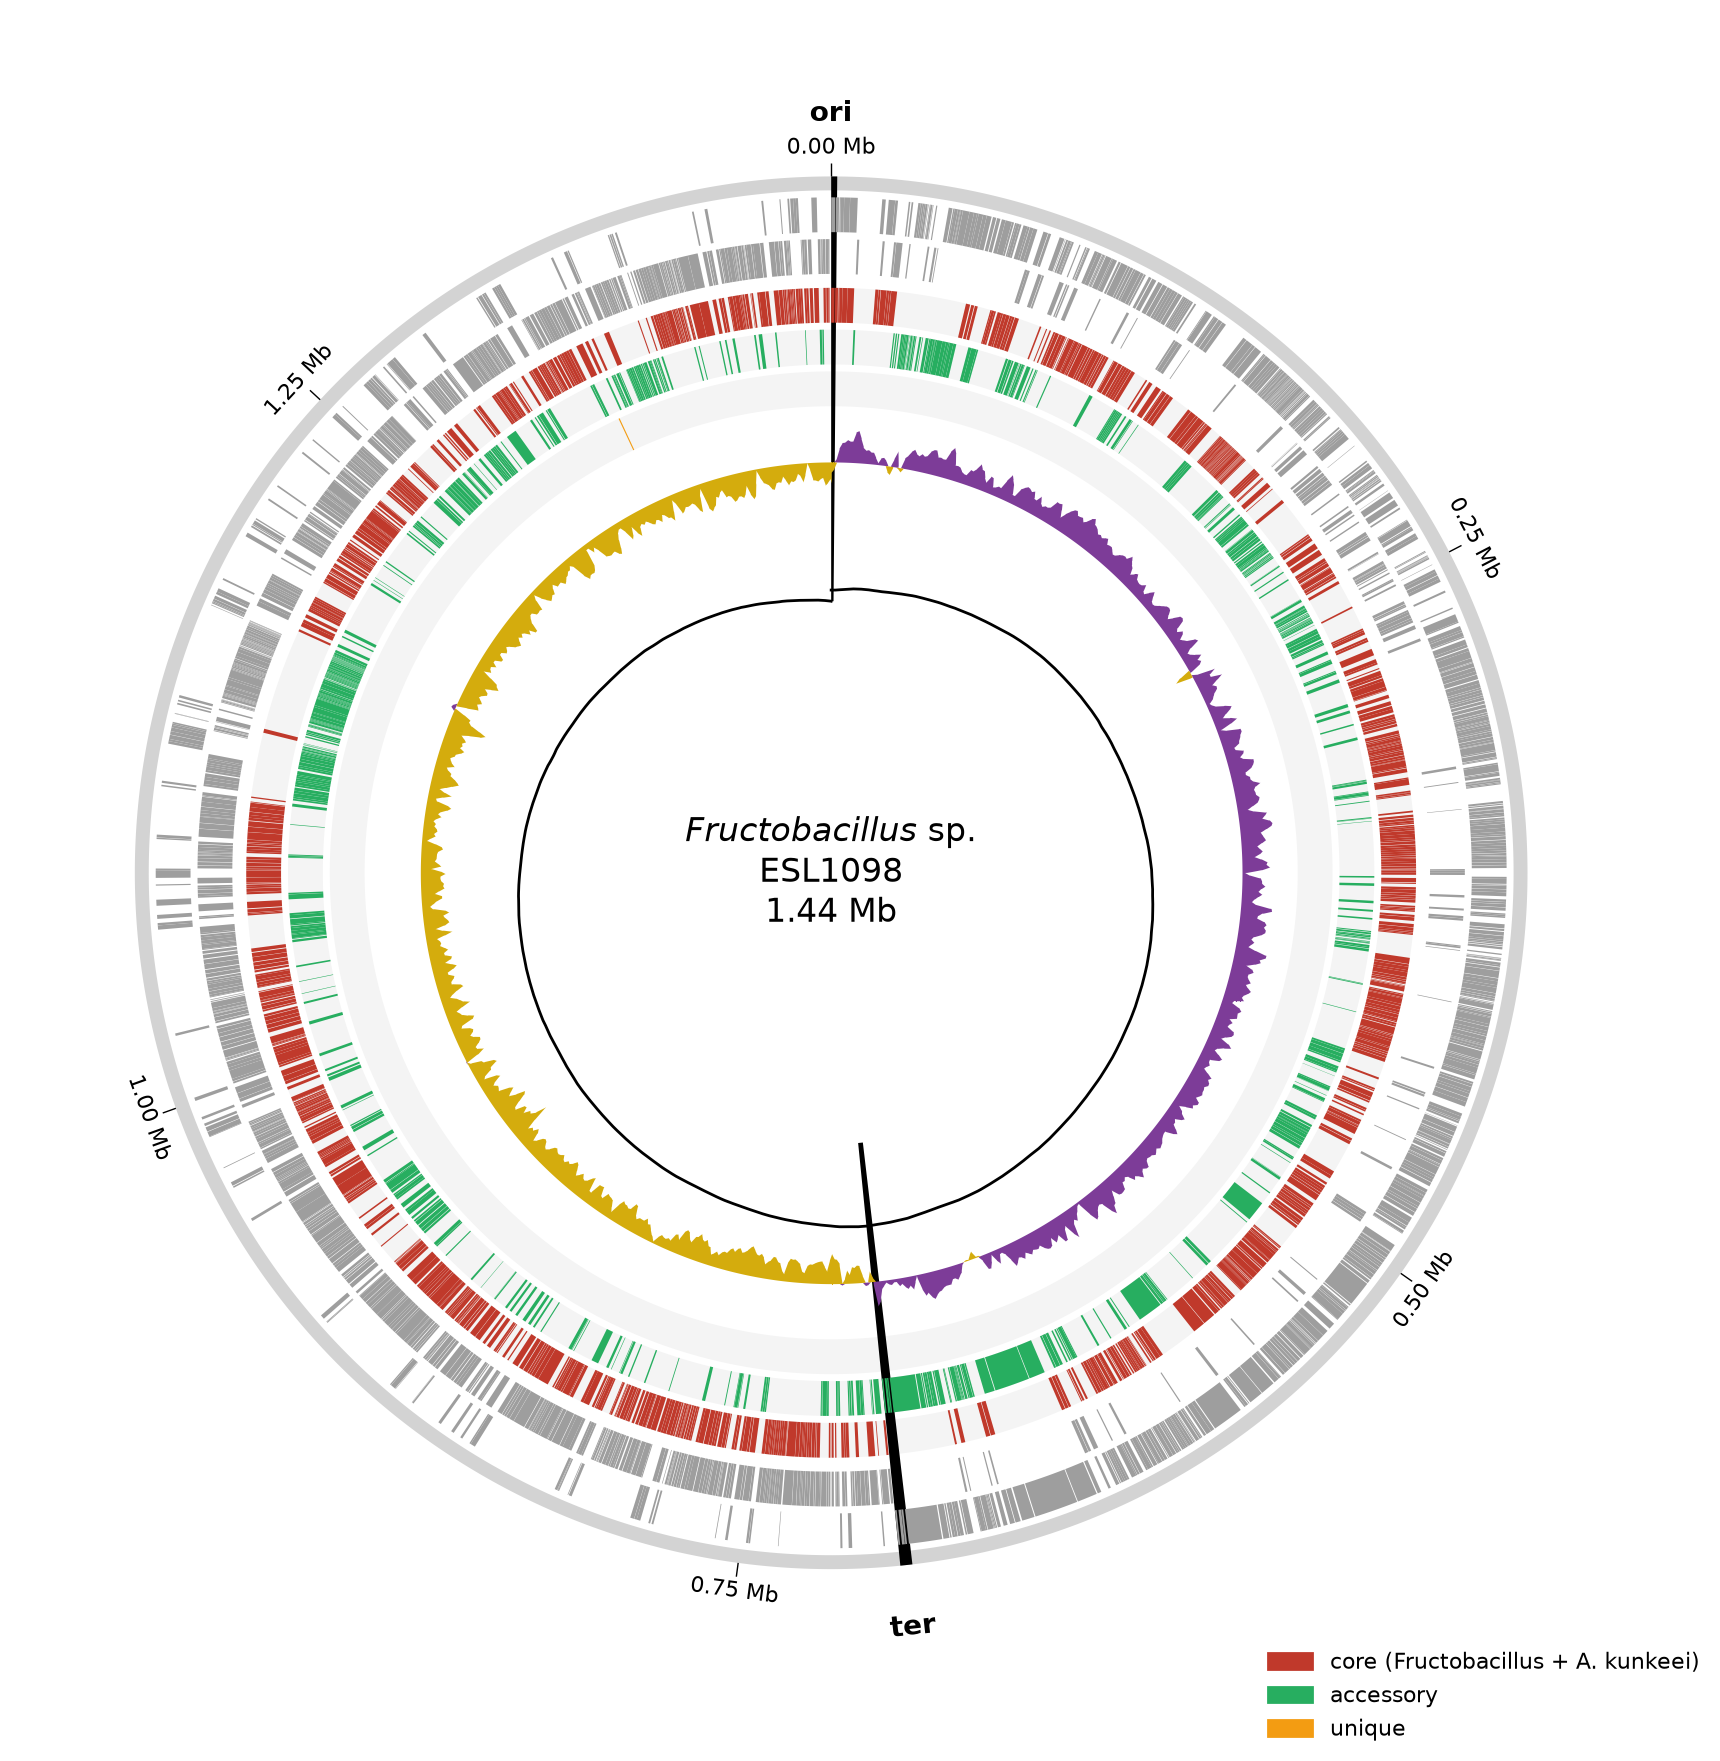 ori
0.00 Mb
0.25 Mb
0.50 Mb
0.75 Mb
1.00 Mb
1.25 Mb
Fructobacillus sp.
ESL1098
1.44 Mb
ter
core (Fructobacillus + A. kunkeei)
accessory
unique